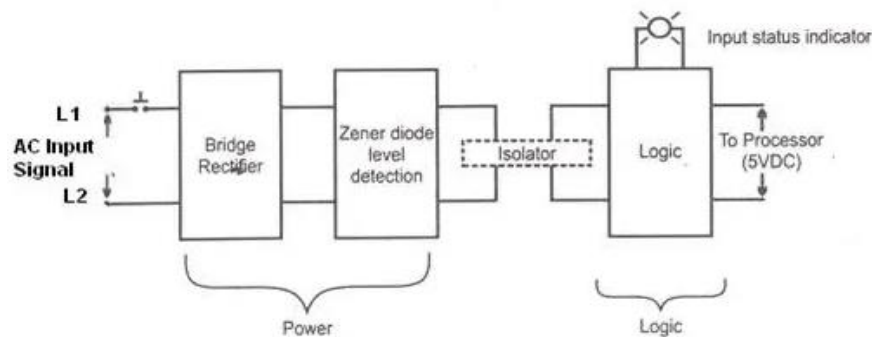 Input status indicator
L1
AC Input
Signal
L2
Bridge
Rectifier
Zener diode
level
detection
Isolator
Logic
To Processor
(5VDC)
Power
Logic